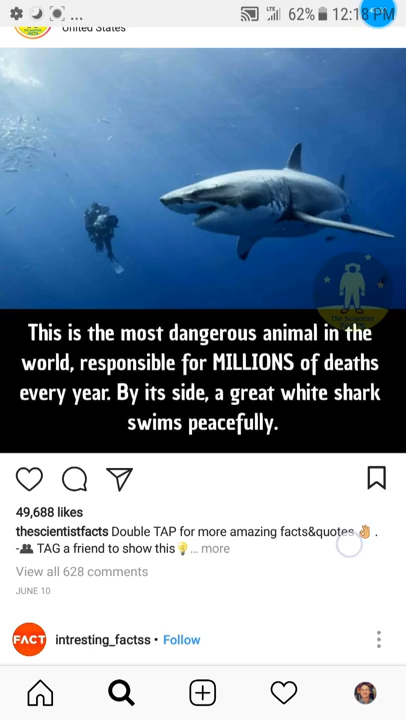 62% 12:18 PM
United States
The Scientist
This is the most dangerous animal in the
world, responsible for MILLIONS of deaths
every year. By its side, a great white shark
swims peacefully.
49,688 likes
thescientistfacts Double TAP for more amazing facts&quotes👌 .
-👥 TAG a friend to show this💡... more
View all 628 comments
JUNE 10
FACT intresting_factss • Follow